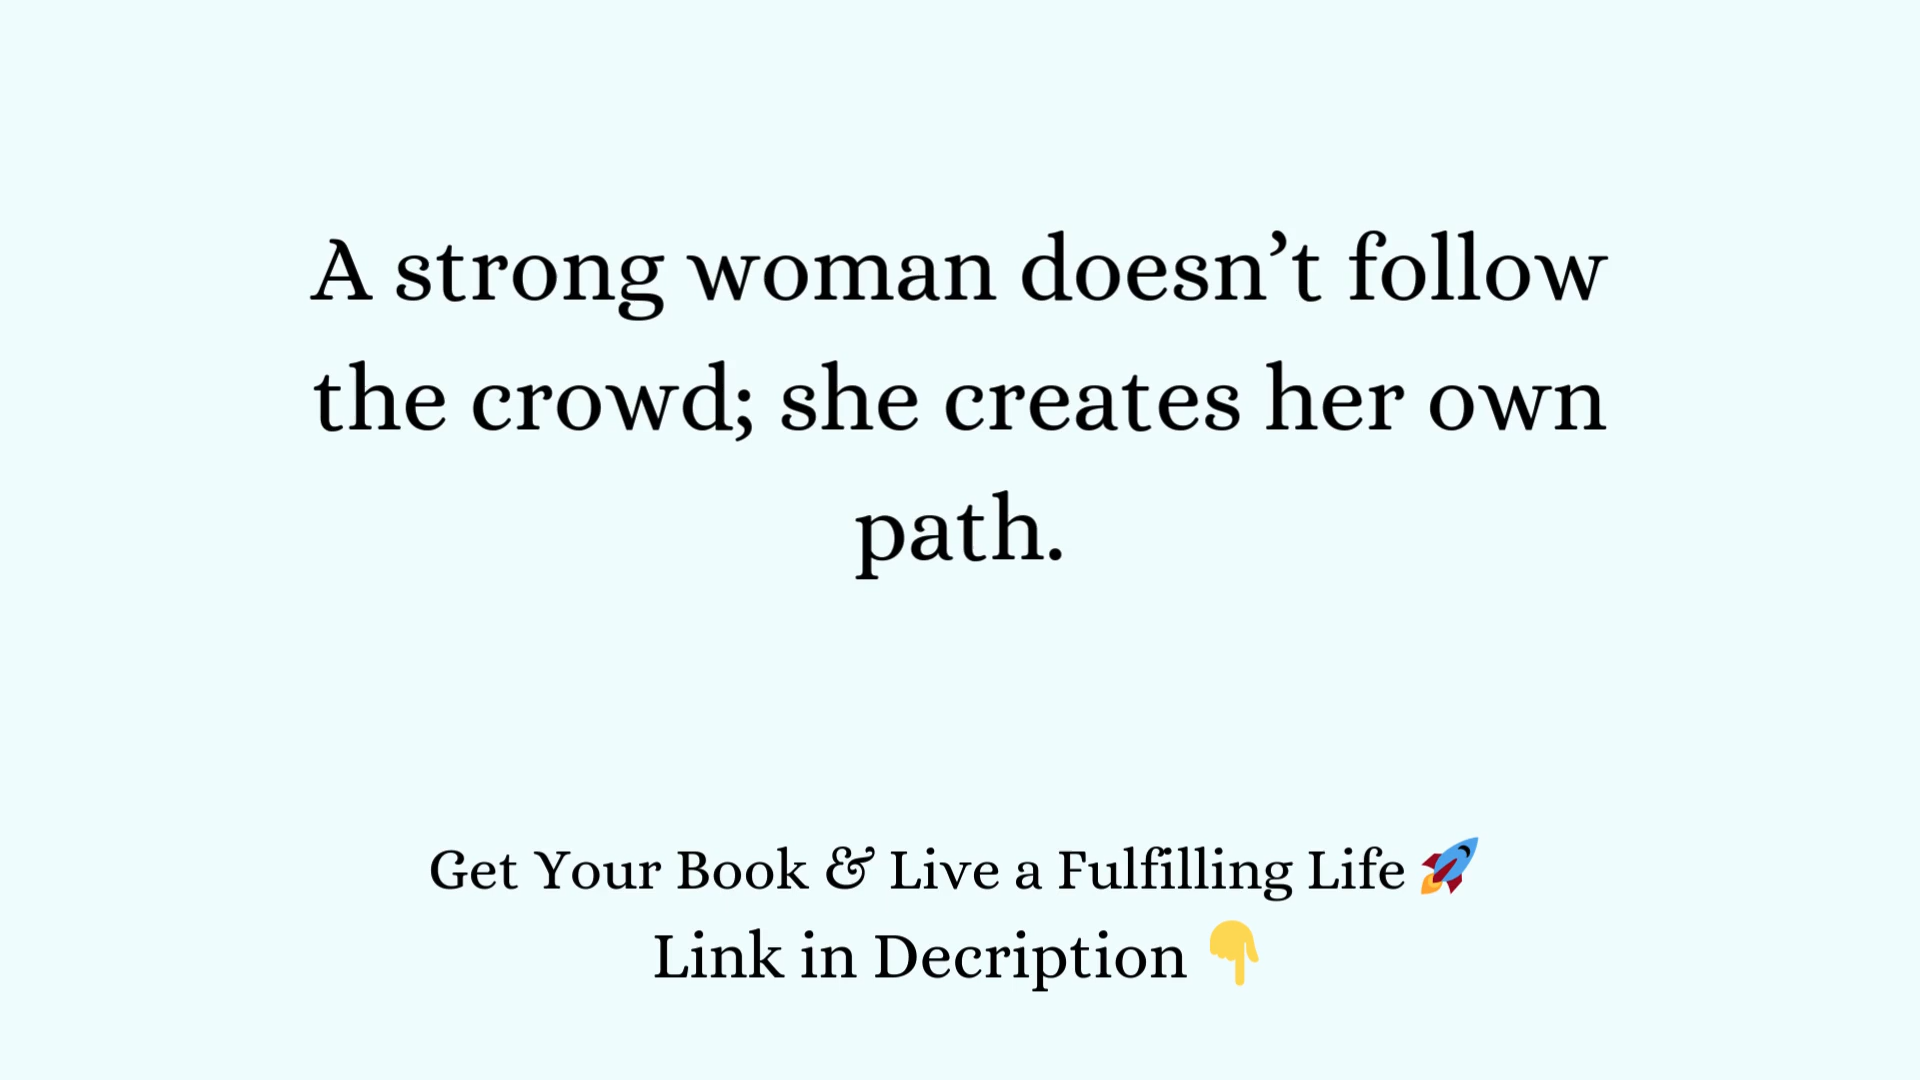 A strong woman doesn’t follow
the crowd; she creates her own
path.
Get Your Book & Live a Fulfilling Life 🚀
Link in Decription 👇